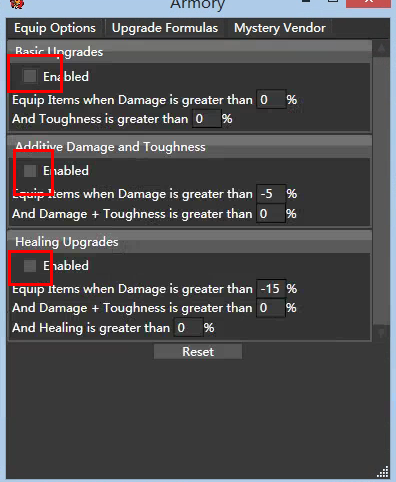 Armory
Equip Options Upgrade Formulas Mystery Vendor
Basic Upgrades
Enabled
Equip Items when Damage is greater than 0 %
And Toughness is greater than 0 %
Additive Damage and Toughness
Enabled
Equip Items when Damage is greater than -5 %
And Damage + Toughness is greater than 0 %
Healing Upgrades
Enabled
Equip Items when Damage is greater than -15 %
And Damage + Toughness is greater than 0 %
And Healing is greater than 0 %
Reset